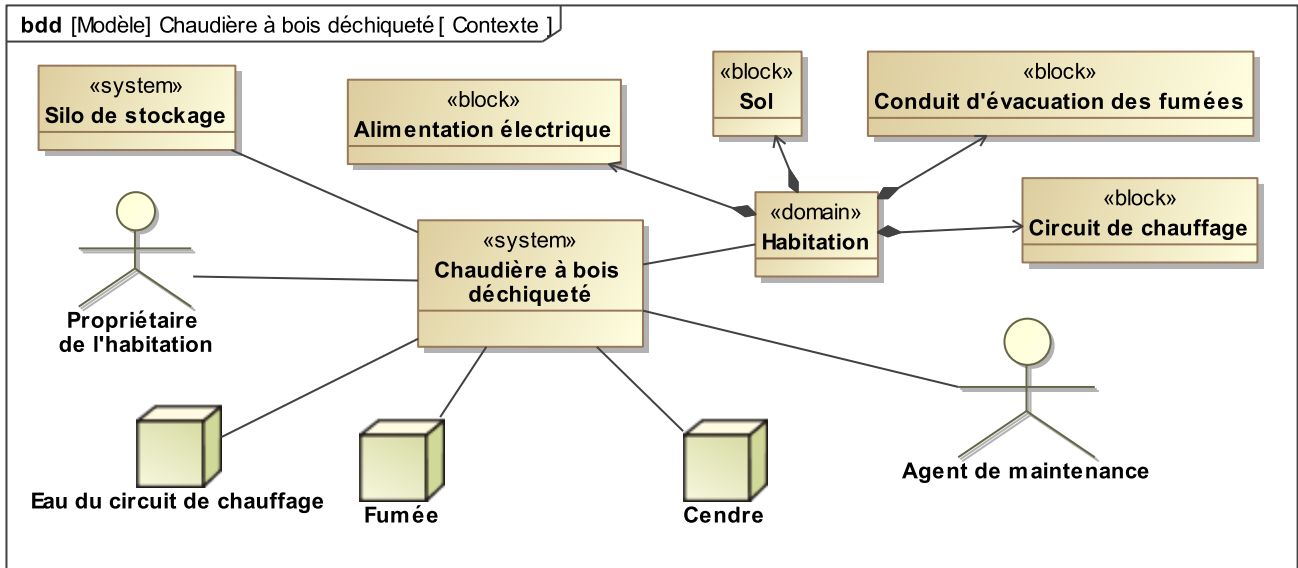 bdd [Modèle] Chaudière à bois déchiqueté [ Contexte ]
«system»
Silo de stockage
«block»
Alimentation électrique
«block»
Sol
«block»
Conduit d'évacuation des fumées
«domain»
Habitation
«block»
Circuit de chauffage
«system»
Chaudière à bois
déchiqueté
Propriétaire
de l'habitation
Eau du circuit de chauffage
Fumée
Cendre
Agent de maintenance